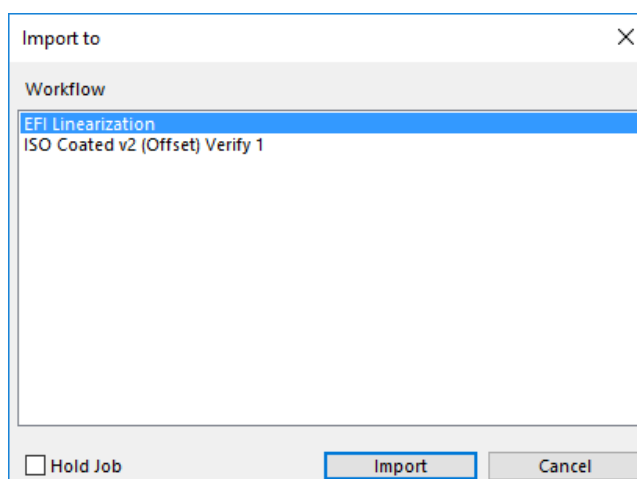 Import to
Workflow
EFI Linearization
ISO Coated v2 (Offset) Verify 1
Hold Job
Import
Cancel